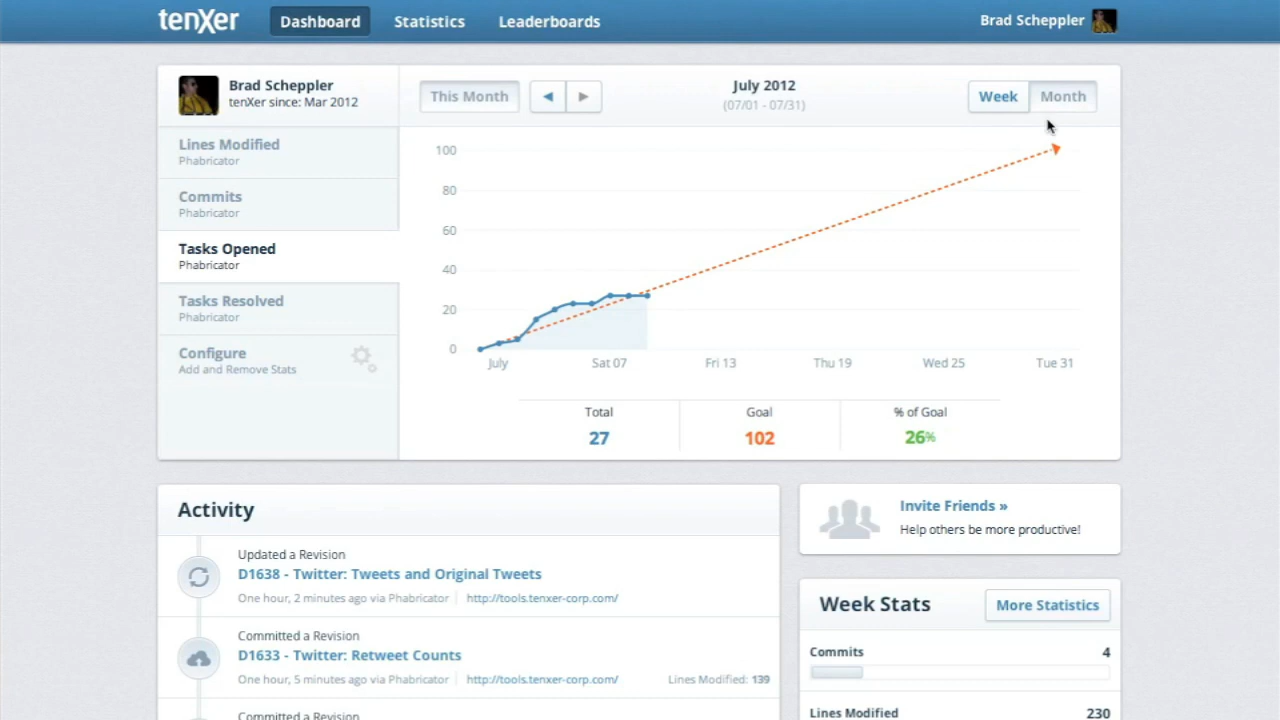 tenXer
Dashboard
Statistics
Leaderboards
Brad Scheppler
Brad Scheppler
tenXer since: Mar 2012
This Month
July 2012
(07/01 - 07/31)
Week
Month
Lines Modified
Phabricator
Commits
Phabricator
Tasks Opened
Phabricator
Tasks Resolved
Phabricator
Configure
Add and Remove Stats
100
80
60
40
20
0
July
Sat 07
Fri 13
Thu 19
Wed 25
Tue 31
Total
27
Goal
102
% of Goal
26%
Activity
Updated a Revision
D1638 - Twitter: Tweets and Original Tweets
One hour, 2 minutes ago via Phabricator
http://tools.tenxer-corp.com/
Committed a Revision
D1633 - Twitter: Retweet Counts
One hour, 5 minutes ago via Phabricator
http://tools.tenxer-corp.com/
Lines Modified: 139
Committed a Revision
Invite Friends »
Help others be more productive!
Week Stats
More Statistics
Commits
4
Lines Modified
230